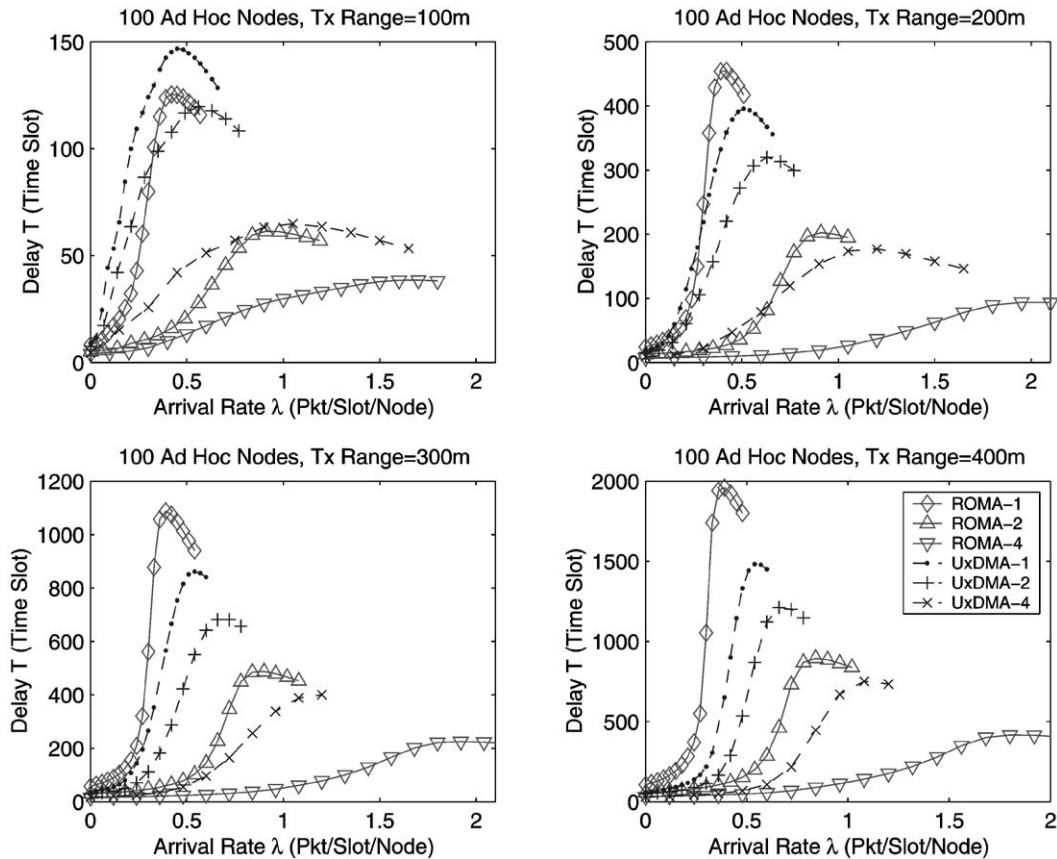 100 Ad Hoc Nodes, Tx Range=100m
150
100
50
0
Delay T (Time Slot)
0 0.5 1 1.5 2
Arrival Rate λ (Pkt/Slot/Node)
100 Ad Hoc Nodes, Tx Range=200m
500
400
300
200
100
0
Delay T (Time Slot)
0 0.5 1 1.5 2
Arrival Rate λ (Pkt/Slot/Node)
100 Ad Hoc Nodes, Tx Range=300m
1200
1000
800
600
400
200
0
Delay T (Time Slot)
0 0.5 1 1.5 2
Arrival Rate λ (Pkt/Slot/Node)
100 Ad Hoc Nodes, Tx Range=400m
2000
1500
1000
500
0
Delay T (Time Slot)
ROMA-1
ROMA-2
ROMA-4
UxDMA-1
UxDMA-2
UxDMA-4
0 0.5 1 1.5 2
Arrival Rate λ (Pkt/Slot/Node)